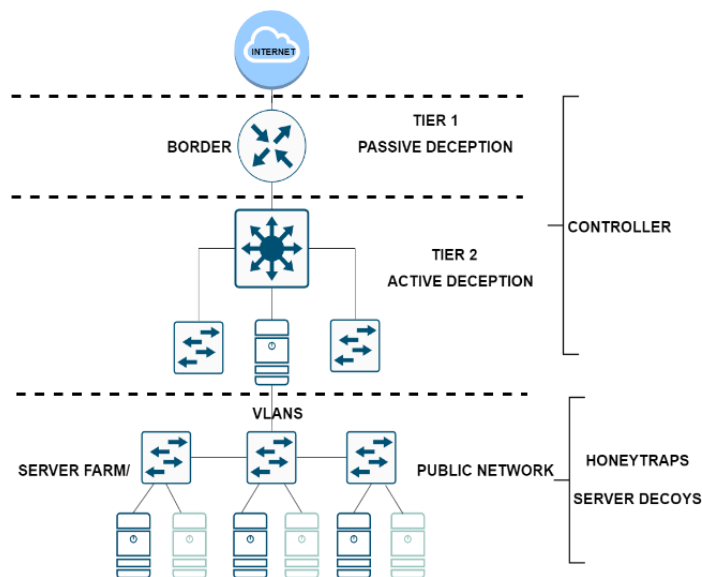 INTERNET
TIER 1
BORDER
PASSIVE DECEPTION
CONTROLLER
TIER 2
ACTIVE DECEPTION
VLANS
SERVER FARM/
PUBLIC NETWORK
HONEYTRAPS
SERVER DECOYS